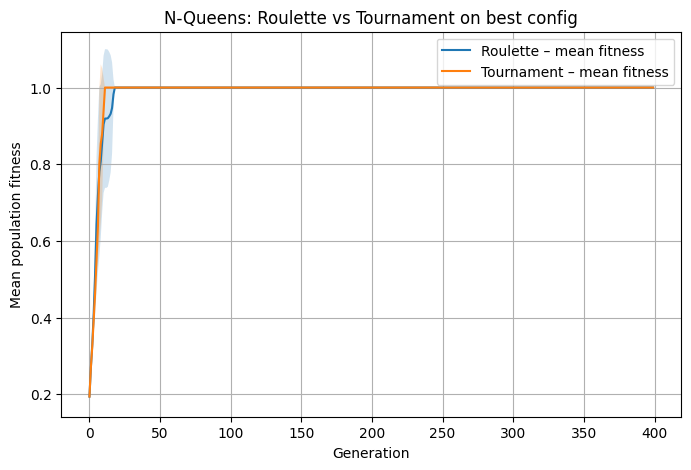 N-Queens: Roulette vs Tournament on best config
Roulette – mean fitness
Tournament – mean fitness
Mean population fitness
1.0
0.8
0.6
0.4
0.2
0 50 100 150 200 250 300 350 400
Generation